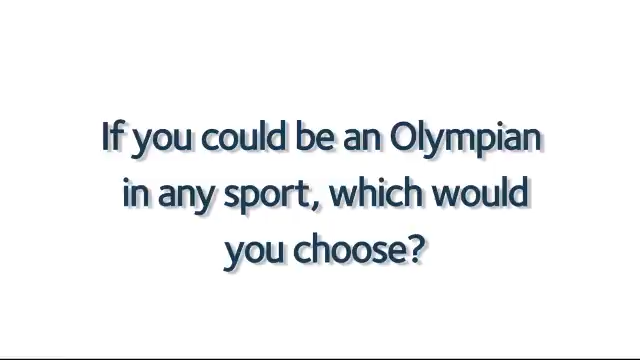 If you could be an Olympian
in any sport, which would
you choose?